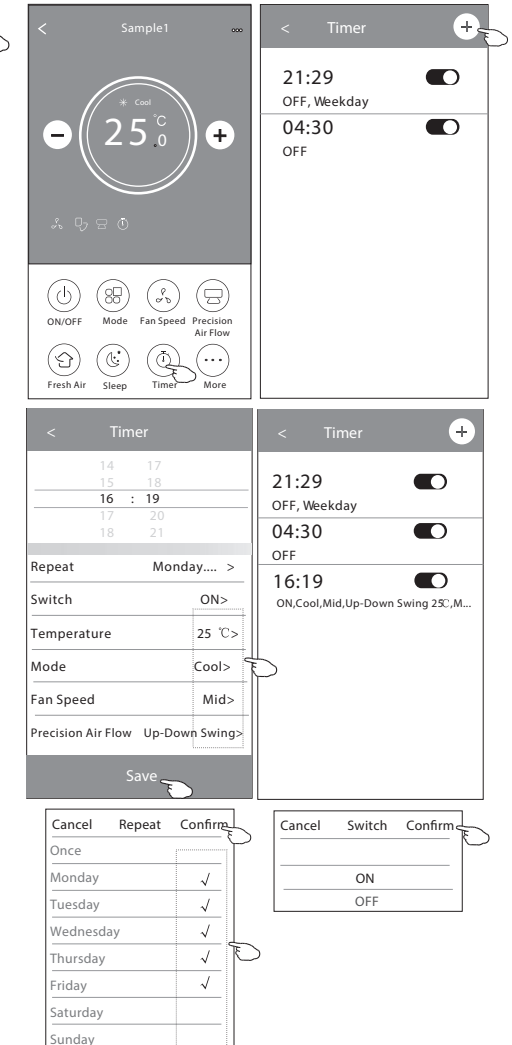 Sample1
Cool
25.0 °C
ON/OFF
Mode
Fan Speed
Precision
Air Flow
Fresh Air
Sleep
Timer
More
< Timer +
21:29
OFF, Weekday
04:30
OFF
< Timer
14 17
15 18
16 : 19
17 20
18 21
Repeat Monday.... >
Switch ON>
Temperature 25 ℃>
Mode Cool>
Fan Speed Mid>
Precision Air Flow Up-Down Swing>
Save
< Timer +
21:29
OFF, Weekday
04:30
OFF
16:19
ON,Cool,Mid,Up-Down Swing 25℃,M...
Cancel Repeat Confirm
Once
Monday √
Tuesday √
Wednesday √
Thursday √
Friday √
Saturday
Sunday
Cancel Switch Confirm
ON
OFF